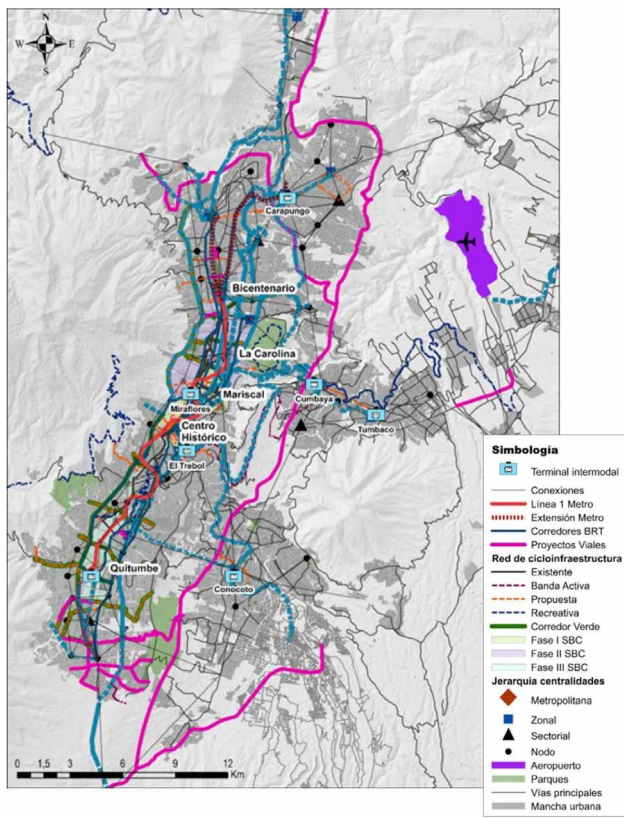 N
W E
S
Carapungo
Bicentenario
La Carolina
Mariscal
Cumbaya
Miraflores
Tumbaco
Centro
Histórico
El Trebol
Quitumbe
Conocoto
0 1,5 3 6 9 12
Km
Simbología
Terminal intermodal
Conexiones
Línea 1 Metro
Extensión Metro
Corredores BRT
Proyectos Viales
Red de cicloinfraestructura
Existente
Banda Activa
Propuesta
Recreativa
Corredor Verde
Fase I SBC
Fase II SBC
Fase III SBC
Jerarquía centralidades
Metropolitana
Zonal
Sectorial
Nodo
Aeropuerto
Parques
Vías principales
Mancha urbana